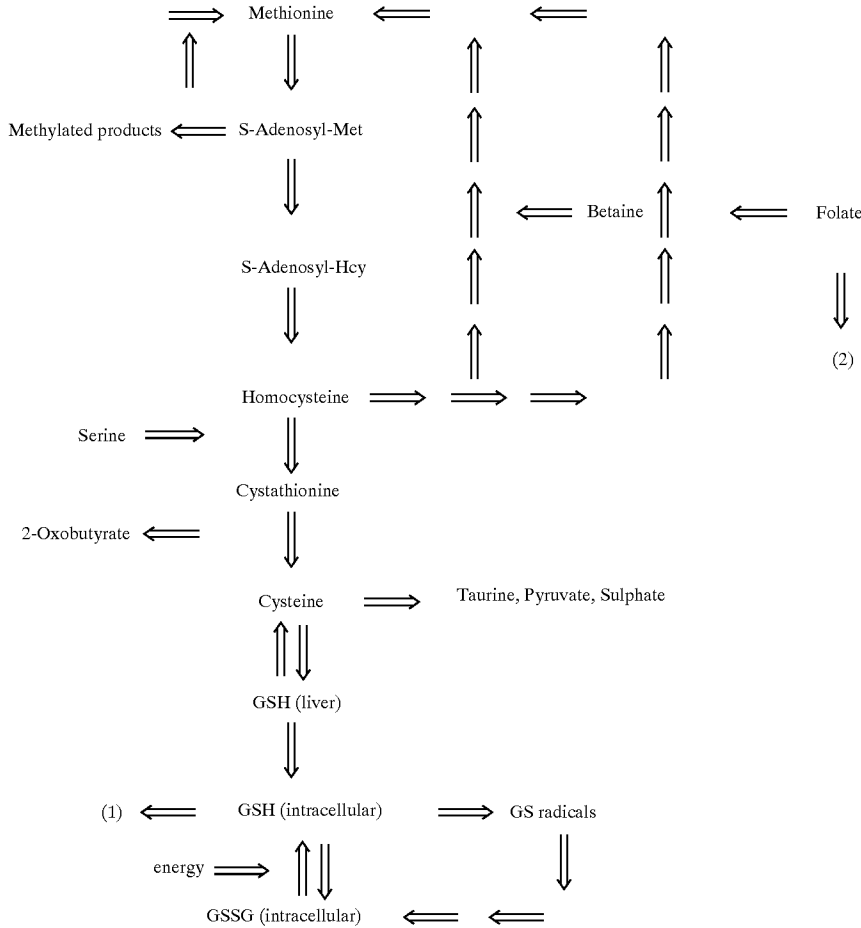 Methionine
Methylated products
S-Adenosyl-Met
Betaine
Folate
S-Adenosyl-Hcy
(2)
Homocysteine
Serine
Cystathionine
2-Oxobutyrate
Cysteine
Taurine, Pyruvate, Sulphate
GSH (liver)
(1)
GSH (intracellular)
GS radicals
energy
GSSG (intracellular)